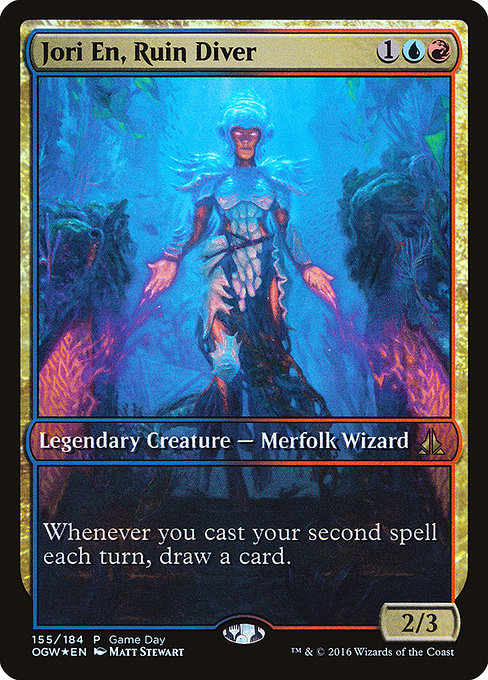 Jori En, Ruin Diver 1
Legendary Creature — Merfolk Wizard
Whenever you cast your second spell
each turn, draw a card.
2/3
155/184 P Game Day
OGW★EN Matt Stewart
™ & © 2016 Wizards of the Coast